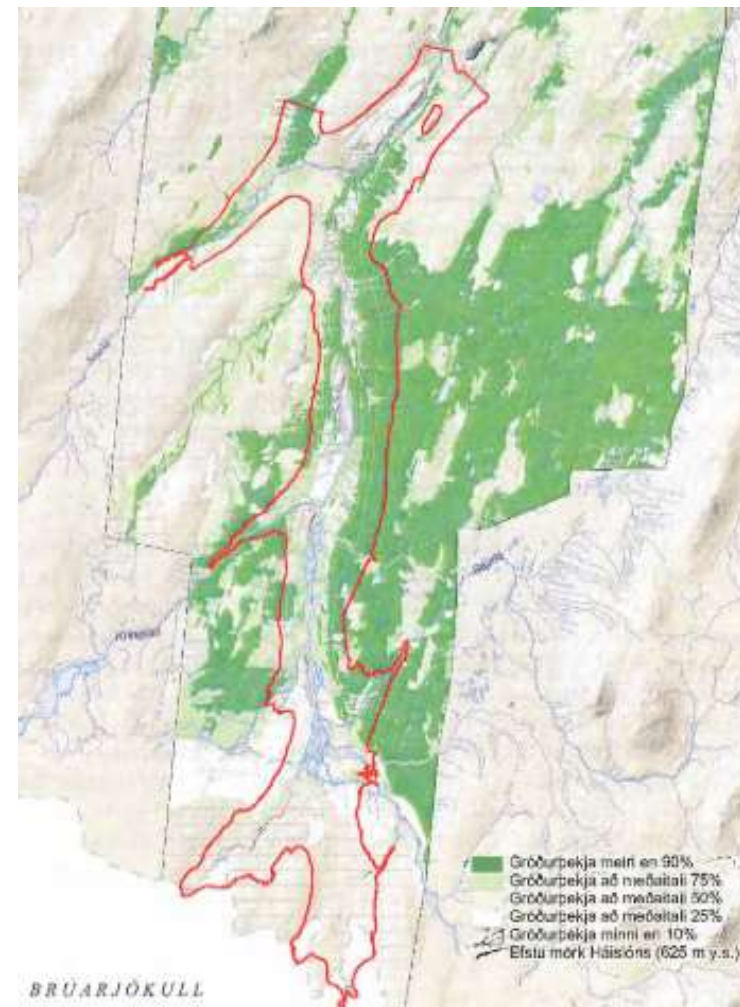 Gróðurþekja meiri en 90%
Gróðurþekja að meðaltali 75%
Gróðurþekja að meðaltali 50%
Gróðurþekja að meðaltali 25%
Gróðurþekja minni en 10%
Efstu mörk Hálslóns (625 m y.s.)
BRÚARJÖKULL